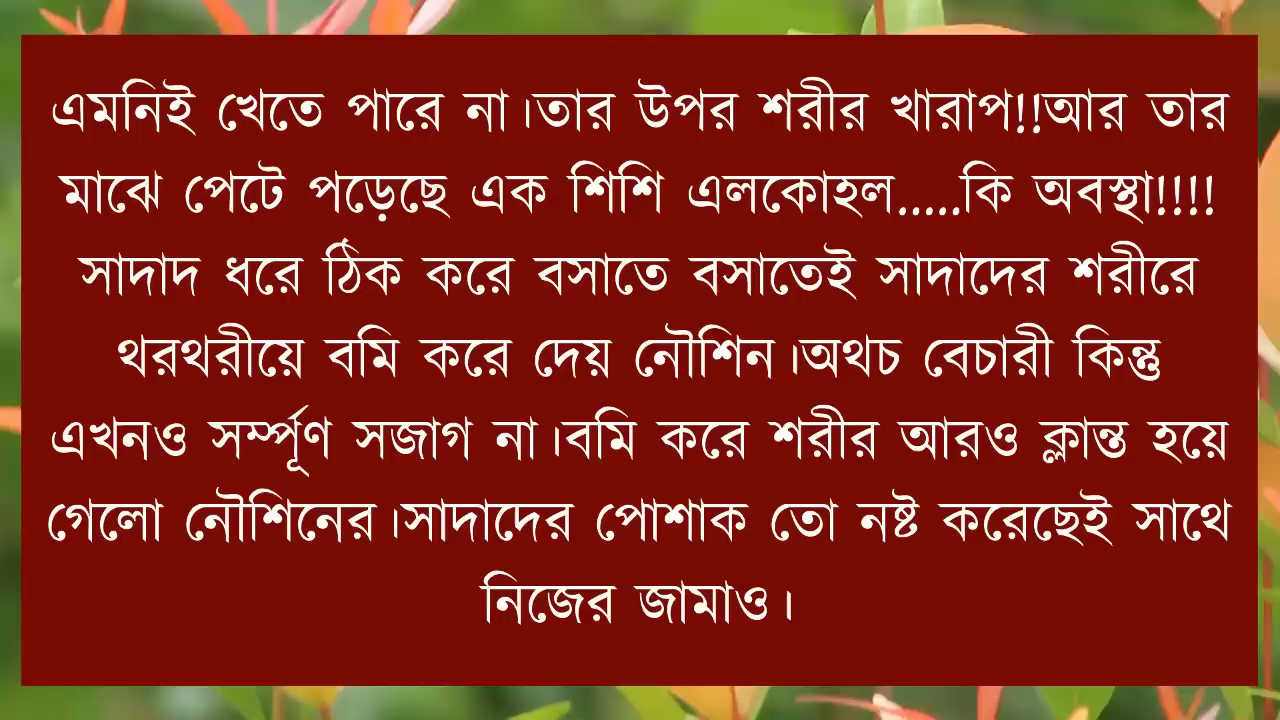 এমনিই খেতে পারে না।তার উপর শরীর খারাপ!!আর তার
মাঝে পেটে পড়েছে এক শিশি এলকোহল.....কি অবস্থা!!!!
সাদাদ ধরে ঠিক করে বসাতে বসাতেই সাদাদের শরীরে
থরথরীয়ে বমি করে দেয় নৌশিন।অথচ বেচারী কিন্তু
এখনও সর্ম্পূণ সজাগ না।বমি করে শরীর আরও ক্লান্ত হয়ে
গেলো নৌশিনের।সাদাদের পোশাক তো নষ্ট করেছেই সাথে
নিজের জামাও।